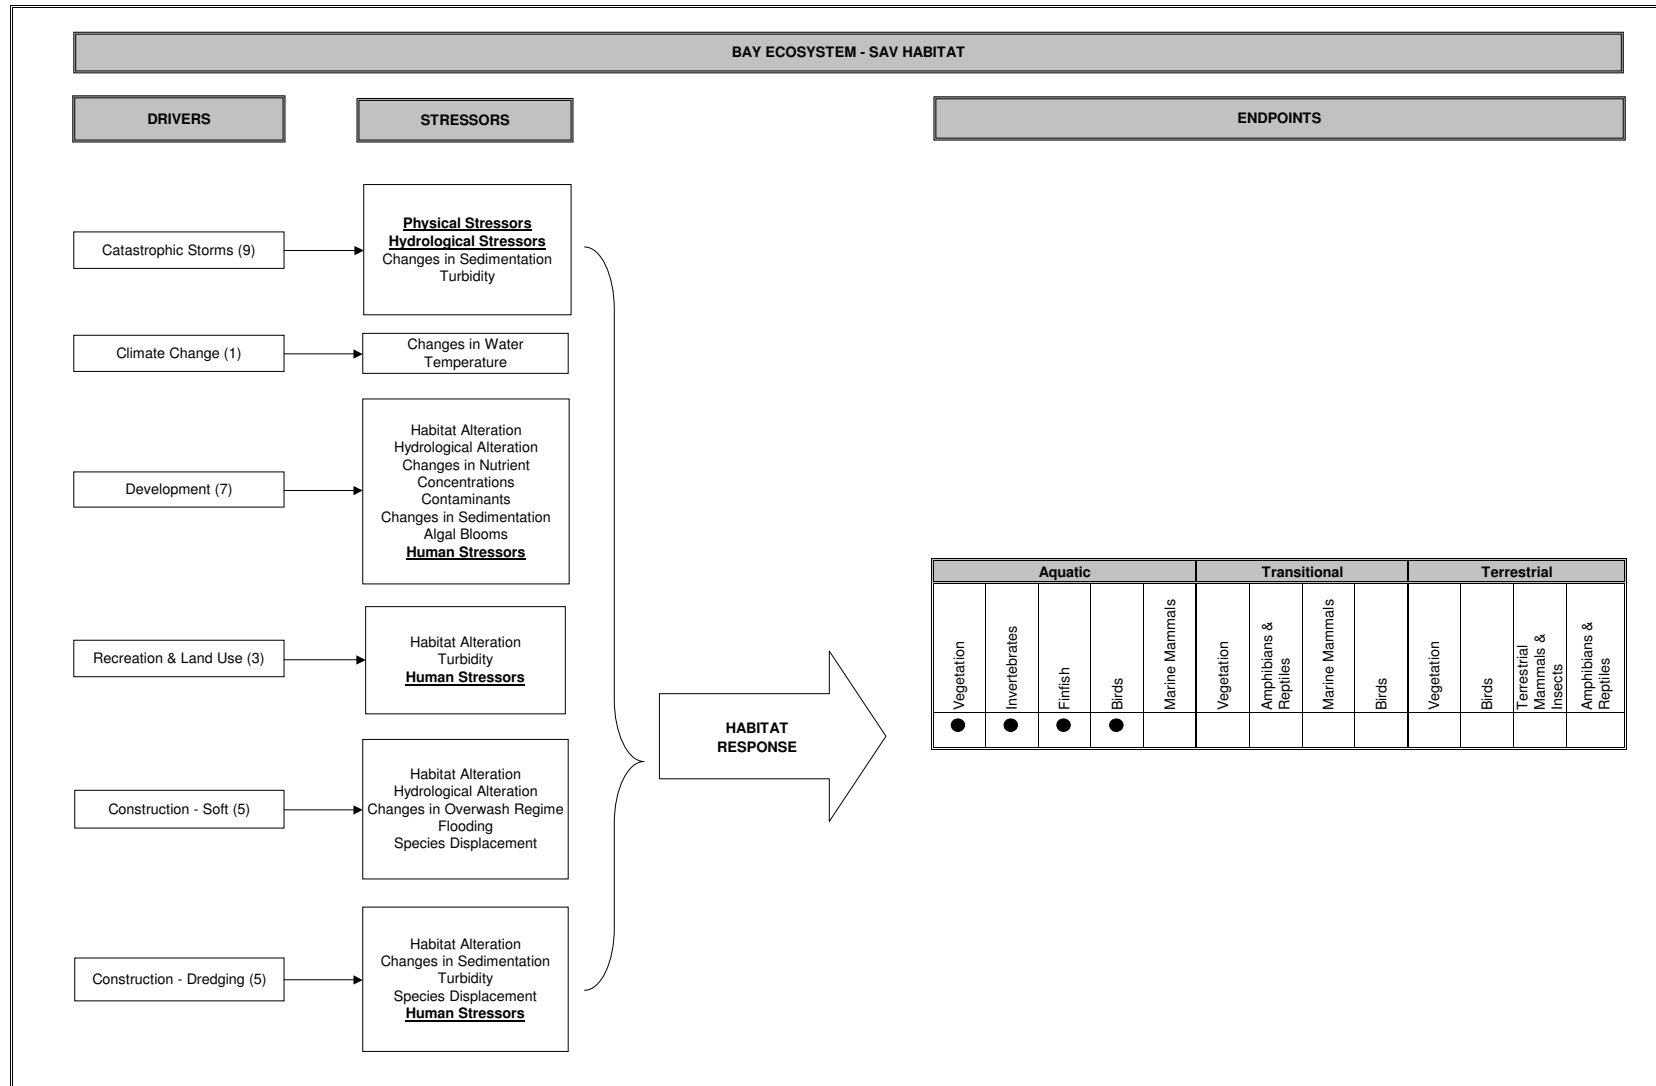 BAY ECOSYSTEM - SAV HABITAT
DRIVERS
STRESSORS
ENDPOINTS
Catastrophic Storms (9)
Physical Stressors
Hydrological Stressors
Changes in Sedimentation
Turbidity
Climate Change (1)
Changes in Water
Temperature
Development (7)
Habitat Alteration
Hydrological Alteration
Changes in Nutrient
Concentrations
Contaminants
Changes in Sedimentation
Algal Blooms
Human Stressors
Recreation & Land Use (3)
Habitat Alteration
Turbidity
Human Stressors
Construction - Soft (5)
Habitat Alteration
Hydrological Alteration
Changes in Overwash Regime
Flooding
Species Displacement
Construction - Dredging (5)
Habitat Alteration
Changes in Sedimentation
Turbidity
Species Displacement
Human Stressors
HABITAT
RESPONSE
Aquatic
Transitional
Terrestrial
Vegetation
Invertebrates
Finfish
Birds
Marine Mammals
Vegetation
Amphibians &
Reptiles
Marine Mammals
Birds
Vegetation
Birds
Terrestrial
Mammals &
Insects
Amphibians &
Reptiles